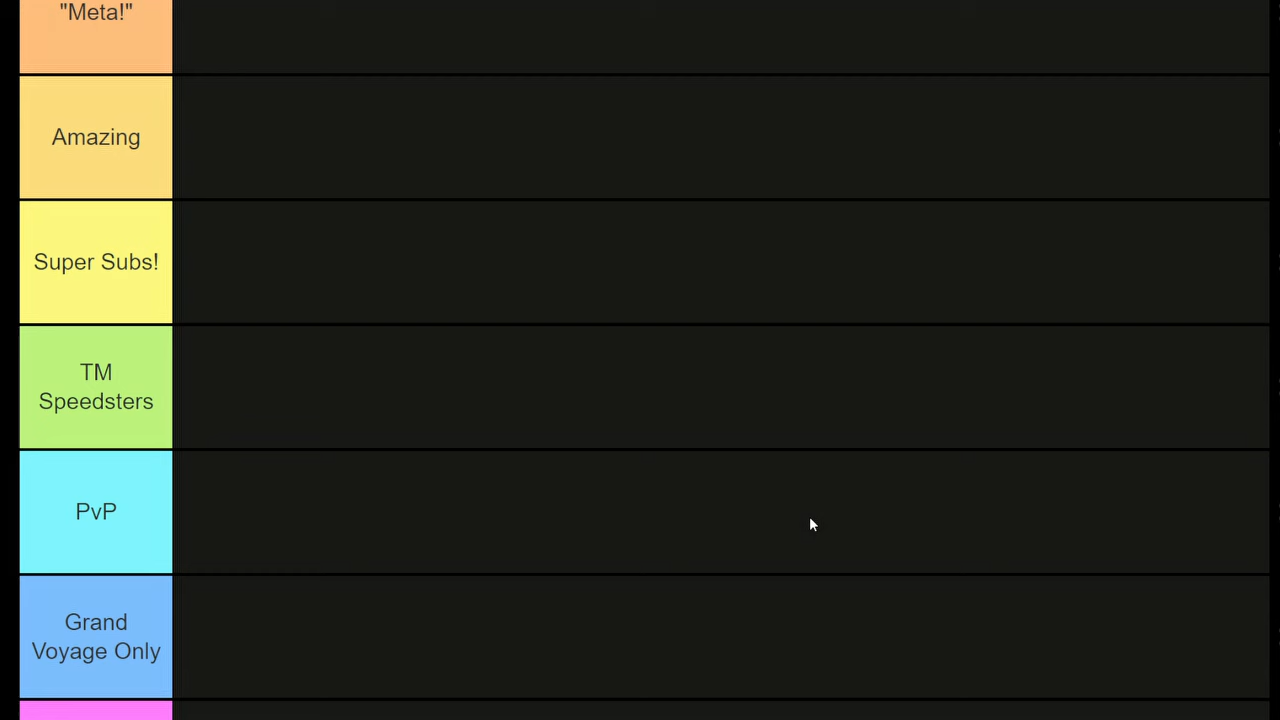 "Meta!"
Amazing
Super Subs!
TM
Speedsters
PvP
Grand
Voyage Only